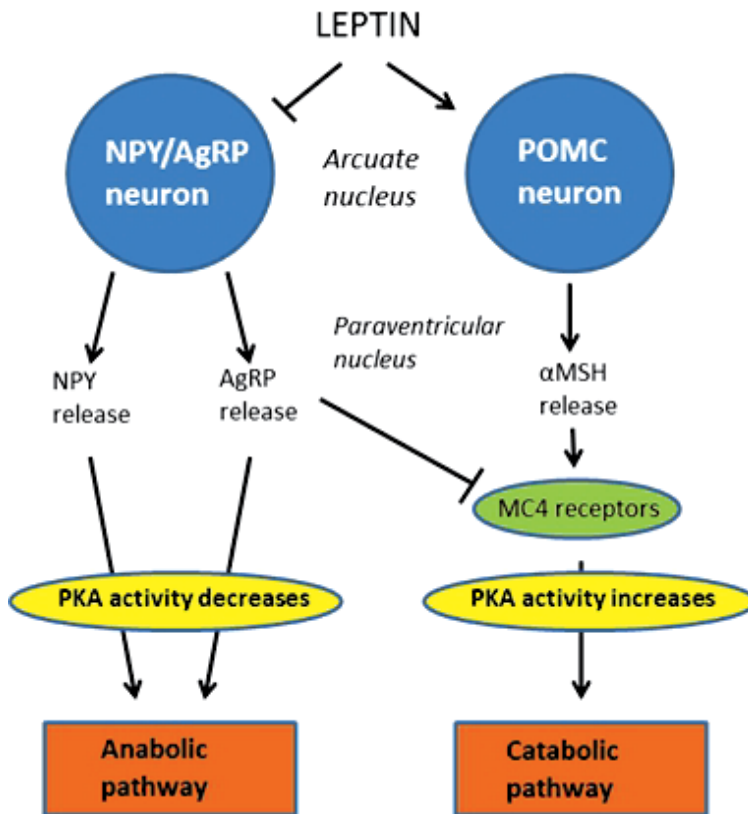 LEPTIN
NPY/AgRP
neuron
Arcuate
nucleus
POMC
neuron
Paraventricular
nucleus
NPY
release
AgRP
release
αMSH
release
MC4 receptors
PKA activity decreases
PKA activity increases
Anabolic
pathway
Catabolic
pathway